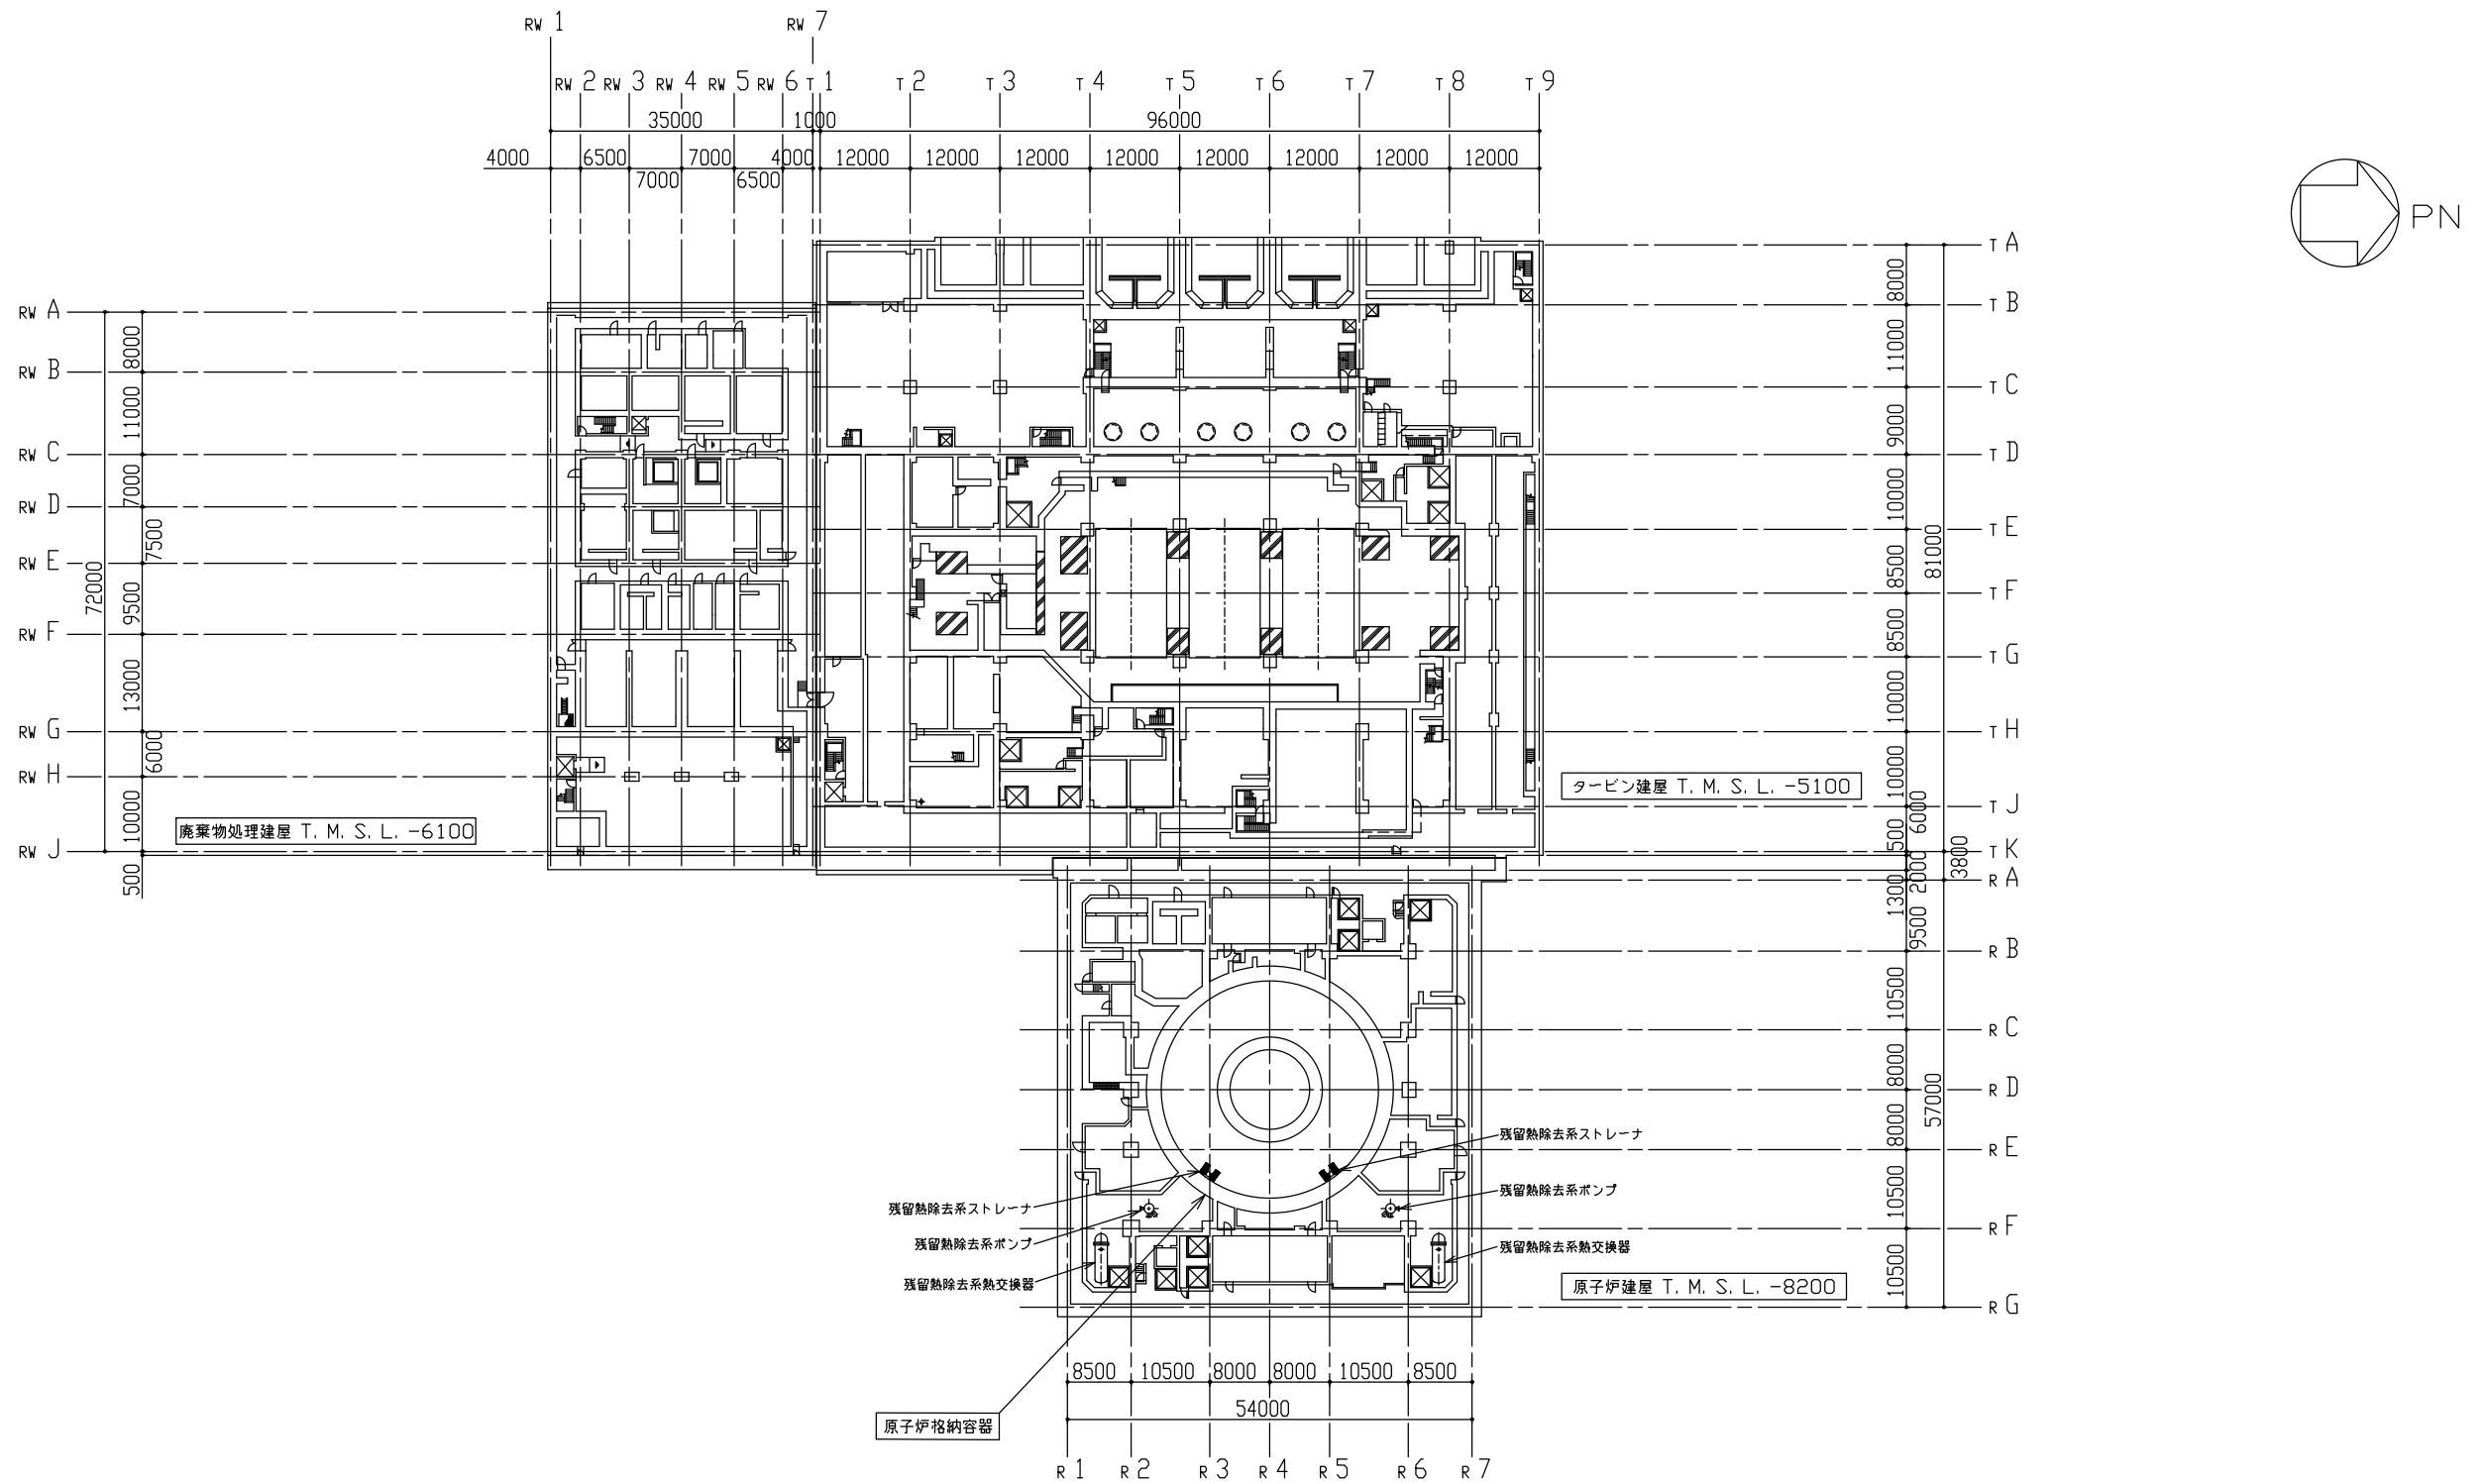 RW 1
RW 7
RW 2
RW 3
RW 4
RW 5
RW 6
T 1
T 2
T 3
T 4
T 5
T 6
T 7
T 8
T 9
35000
1000
96000
4000
6500
7000
4000
12000
12000
12000
12000
12000
12000
12000
12000
7000
6500
PN
RW A
RW B
RW C
RW D
RW E
RW F
RW G
RW H
RW J
8000
11000
7000
7500
9500
13000
6000
10000
500
72000
T A
T B
T C
T D
T E
T F
T G
T H
T J
T K
R A
R B
R C
R D
R E
R F
R G
8000
11000
9000
10000
8500
8500
10000
10000
6000
500
2000
1300
9500
10500
8000
8000
10500
10500
81000
3800
57000
タービン建屋 T. M. S. L. -5100
廃棄物処理建屋 T. M. S. L. -6100
残留熱除去系ストレーナ
残留熱除去系ポンプ
残留熱除去系熱交換器
残留熱除去系ストレーナ
残留熱除去系ポンプ
残留熱除去系熱交換器
原子炉建屋 T. M. S. L. -8200
原子炉格納容器
8500
10500
8000
8000
10500
8500
54000
R 1
R 2
R 3
R 4
R 5
R 6
R 7